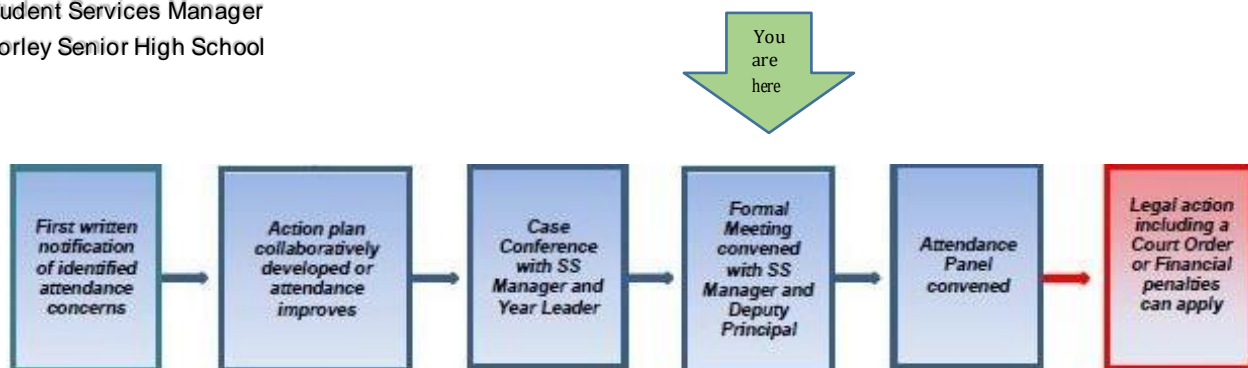 Student Services Manager
orley Senior High School
You
are
here
First written
notification
of identified
attendance
concerns
Action plan
collaboratively
developed or
attendance
improves
Case
Conference
with SS
Manager and
Year Leader
Formal
Meeting
convened
with SS
Manager and
Deputy
Principal
Attendance
Panel
convened
Legal action
including a
Court Order
or Financial
penalties
can apply